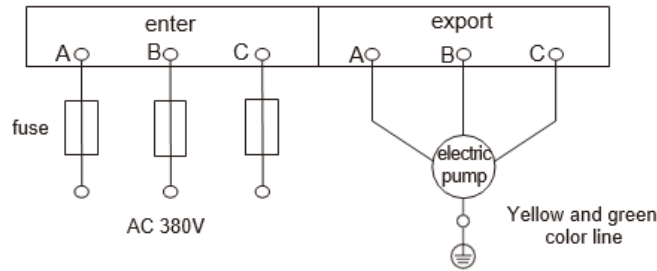 enter
export
A
B
C
A
B
C
fuse
electric
pump
AC 380V
Yellow and green
color line